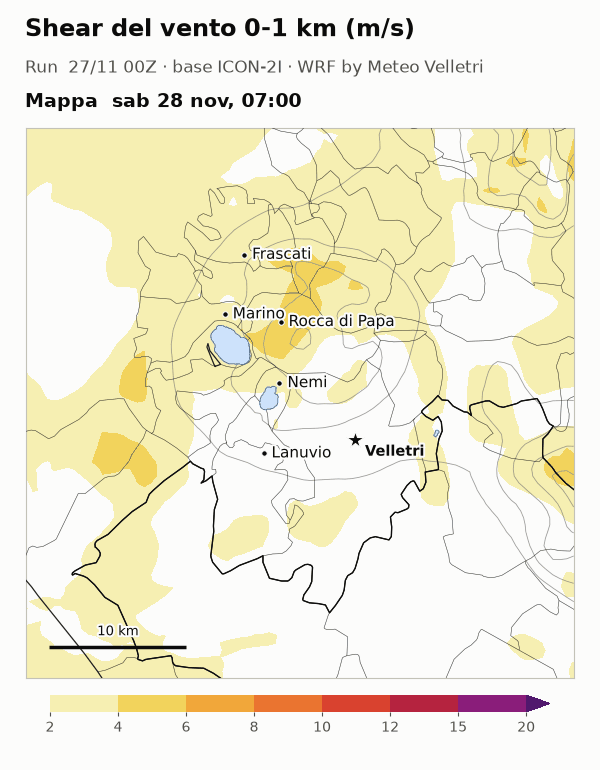 Shear del vento 0-1 km (m/s)
Run  27/11 00Z · base ICON-2I · WRF by Meteo Velletri
Mappa  sab 28 nov, 07:00
Frascati
Marino
Rocca di Papa
Nemi
Velletri
Lanuvio
10 km
2 4 6 8 10 12 15 20